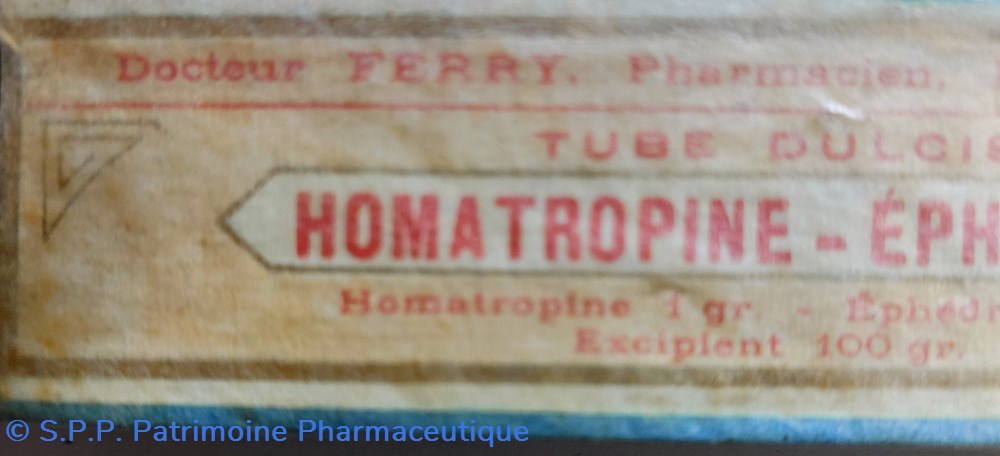 Docteur FERRY. Pharmacien,
TUBE DULCIS
HOMATROPINE - ÉPH
Homatropine 1 gr. - Éphédr
Excipient 100 gr.
© S.P.P. Patrimoine Pharmaceutique